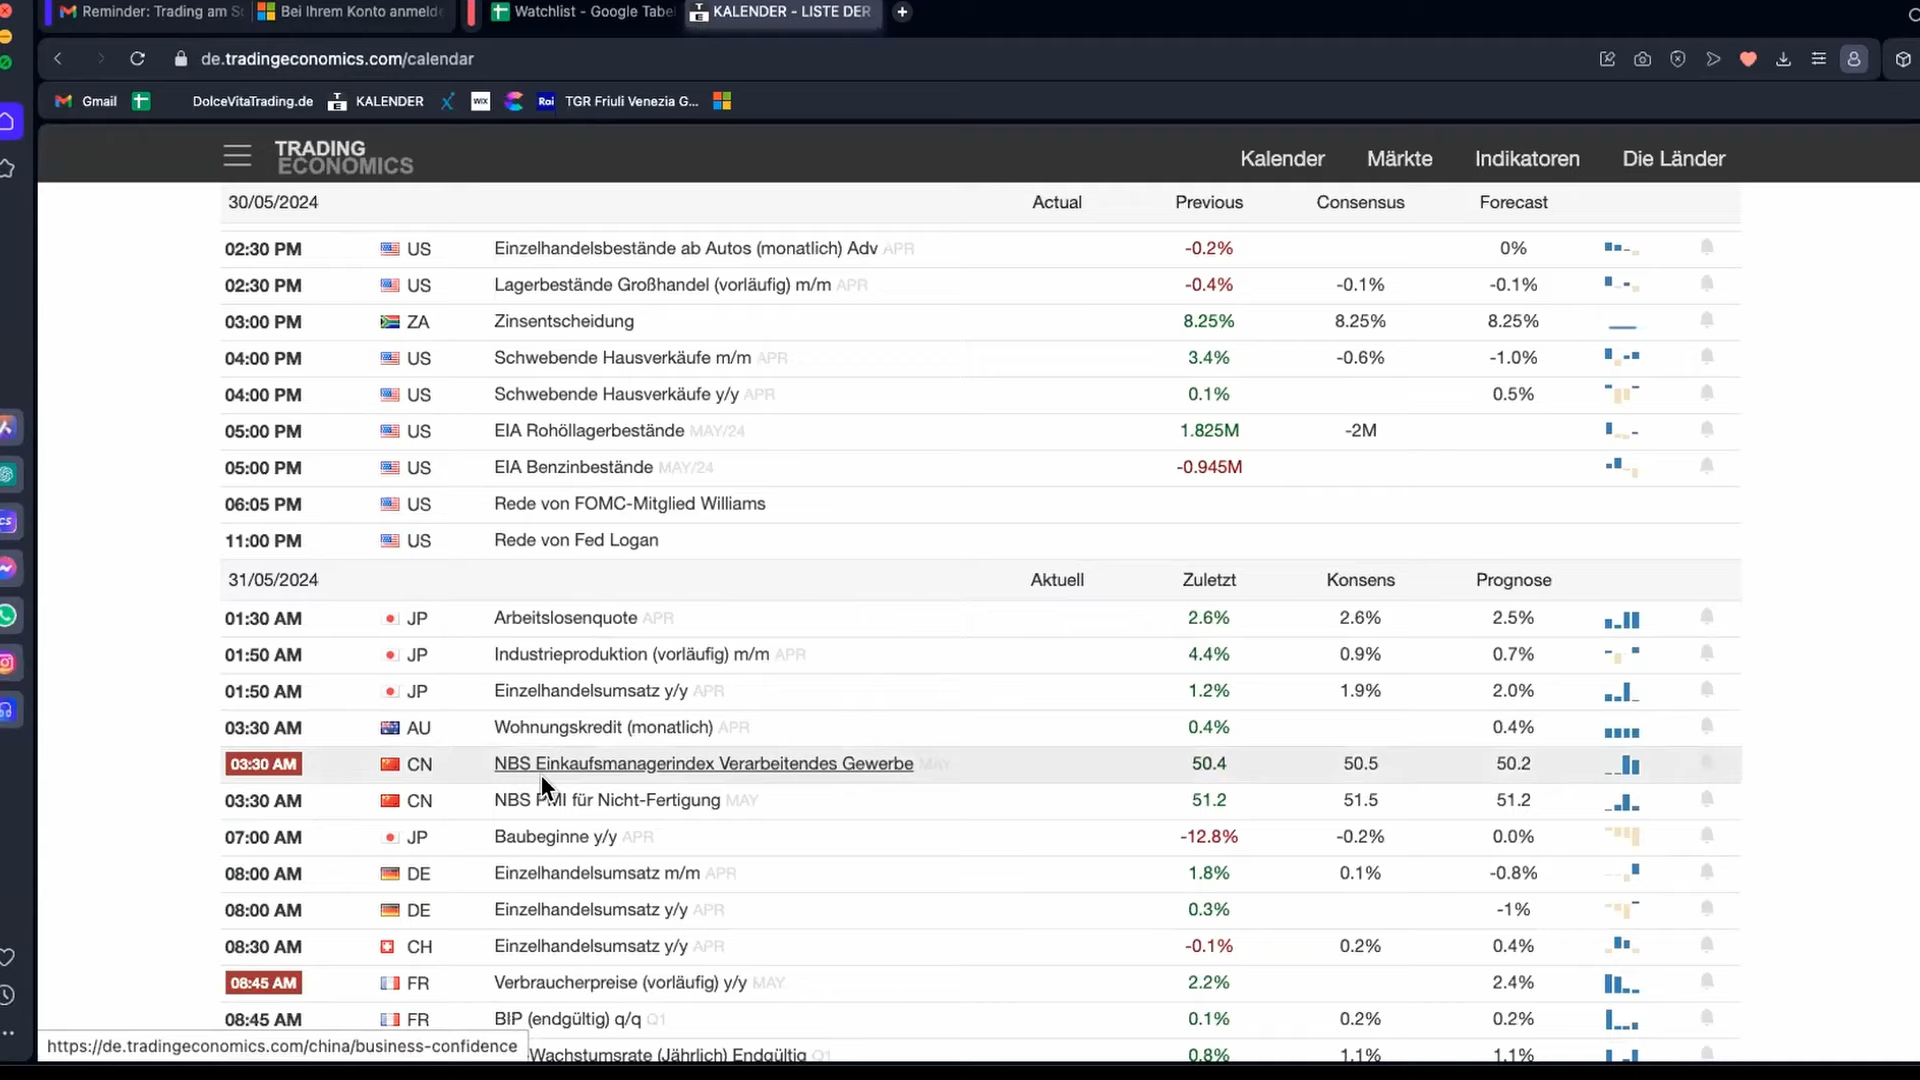 Reminder: Trading am S
Bei Ihrem Konto anmeld
Watchlist - Google Tabel
KALENDER - LISTE DER
de.tradingeconomics.com/calendar
Gmail DolceVitaTrading.de KALENDER WIX Rai TGR Friuli Venezia G...
TRADING
ECONOMICS
Kalender Märkte Indikatoren Die Länder
30/05/2024 Actual Previous Consensus Forecast
02:30 PM US Einzelhandelsbestände ab Autos (monatlich) Adv APR -0.2% 0%
02:30 PM US Lagerbestände Großhandel (vorläufig) m/m APR -0.4% -0.1% -0.1%
03:00 PM ZA Zinsentscheidung 8.25% 8.25% 8.25%
04:00 PM US Schwebende Hausverkäufe m/m APR 3.4% -0.6% -1.0%
04:00 PM US Schwebende Hausverkäufe y/y APR 0.1% 0.5%
05:00 PM US EIA Rohöllagerbestände MAY/24 1.825M -2M
05:00 PM US EIA Benzinbestände MAY/24 -0.945M
06:05 PM US Rede von FOMC-Mitglied Williams
11:00 PM US Rede von Fed Logan
31/05/2024 Aktuell Zuletzt Konsens Prognose
01:30 AM JP Arbeitslosenquote APR 2.6% 2.6% 2.5%
01:50 AM JP Industrieproduktion (vorläufig) m/m APR 4.4% 0.9% 0.7%
01:50 AM JP Einzelhandelsumsatz y/y APR 1.2% 1.9% 2.0%
03:30 AM AU Wohnungskredit (monatlich) APR 0.4% 0.4%
03:30 AM CN NBS Einkaufsmanagerindex Verarbeitendes Gewerbe MAY 50.4 50.5 50.2
03:30 AM CN NBS PMI für Nicht-Fertigung MAY 51.2 51.5 51.2
07:00 AM JP Baubeginne y/y APR -12.8% -0.2% 0.0%
08:00 AM DE Einzelhandelsumsatz m/m APR 1.8% 0.1% -0.8%
08:00 AM DE Einzelhandelsumsatz y/y APR 0.3% -1%
08:30 AM CH Einzelhandelsumsatz y/y APR -0.1% 0.2% 0.4%
08:45 AM FR Verbraucherpreise (vorläufig) y/y MAY 2.2% 2.4%
08:45 AM FR BIP (endgültig) q/q Q1 0.1% 0.2% 0.2%
-Wachstumsrate (Jährlich) Endgültig Q1 0.8% 1.1% 1.1%
https://de.tradingeconomics.com/china/business-confidence